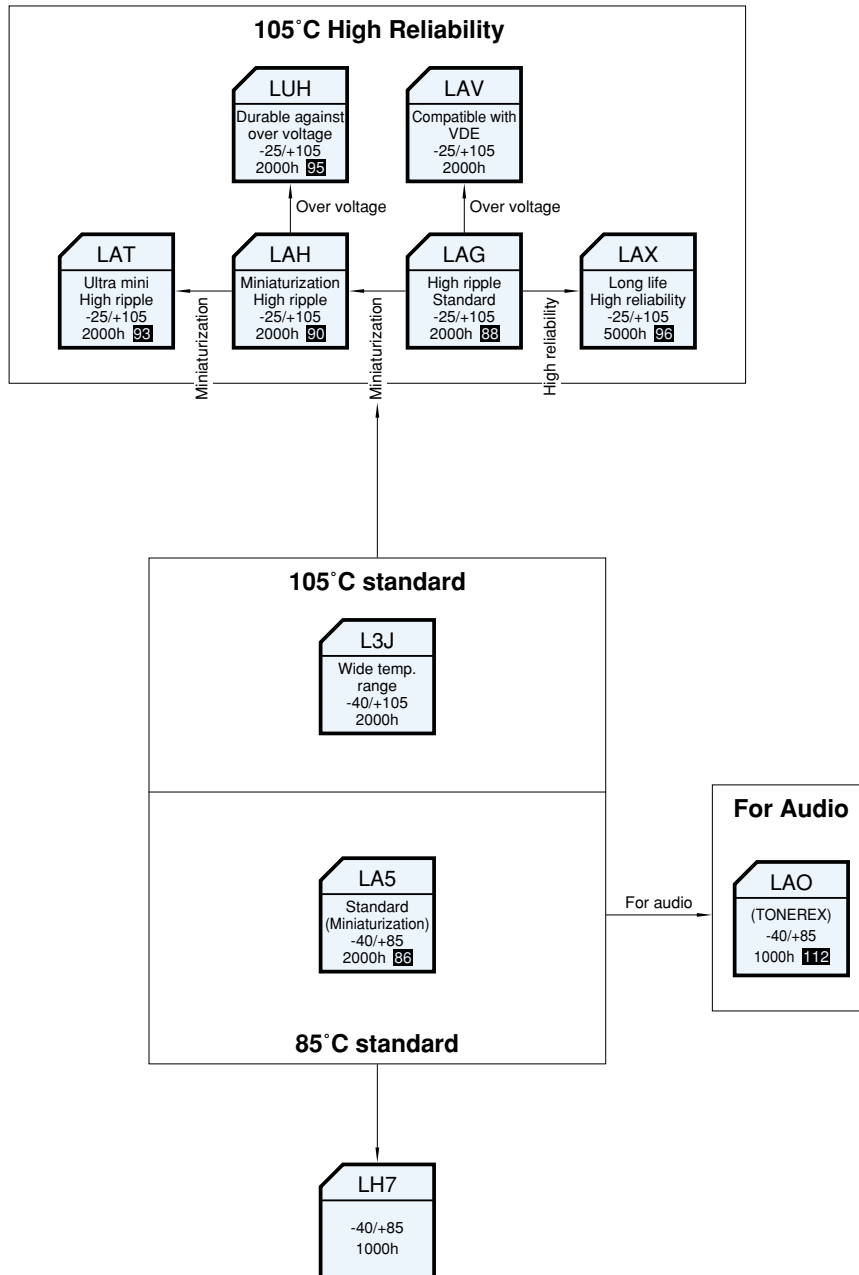 105˚C High Reliability
LUH
Durable against
over voltage
-25/+105
2000h 95
LAV
Compatible with
VDE
-25/+105
2000h
Over voltage
Over voltage
LAT
Ultra mini
High ripple
-25/+105
2000h 93
Miniaturization
LAH
Miniaturization
High ripple
-25/+105
2000h 90
Miniaturization
LAG
High ripple
Standard
-25/+105
2000h 88
High reliability
LAX
Long life
High reliability
-25/+105
5000h 96
105˚C standard
L3J
Wide temp.
range
-40/+105
2000h
LA5
Standard
(Miniaturization)
-40/+85
2000h 86
85˚C standard
For audio
For Audio
LAO
(TONEREX)
-40/+85
1000h 112
LH7
-40/+85
1000h